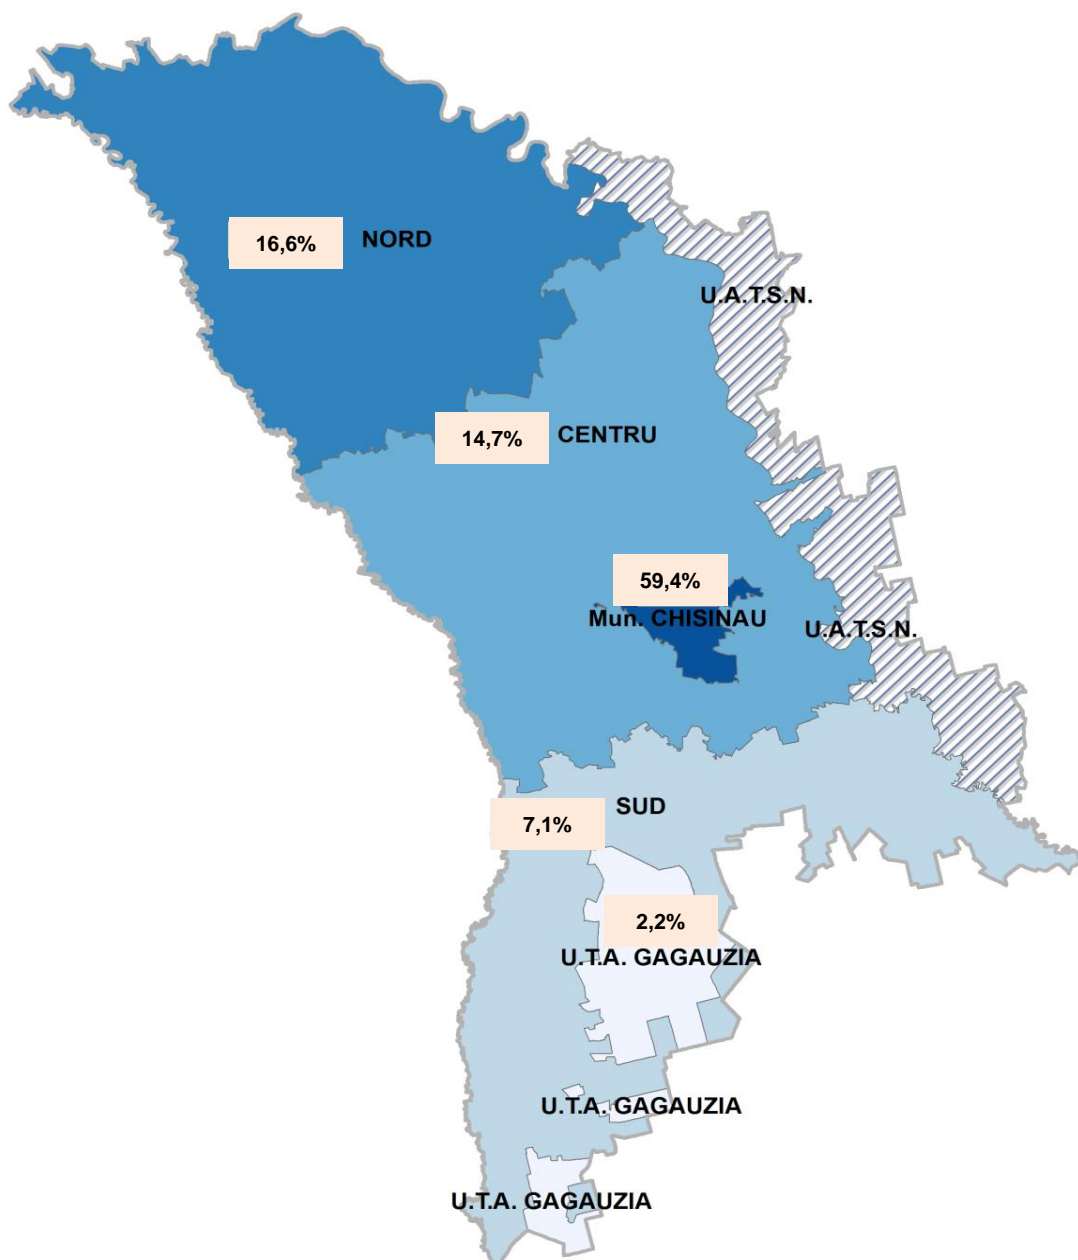 16,6%
NORD
U.A.T.S.N.
14,7%
CENTRU
59,4%
Mun. CHISINAU
U.A.T.S.N.
SUD
7,1%
2,2%
U.T.A. GAGAUZIA
U.T.A. GAGAUZIA
U.T.A. GAGAUZIA